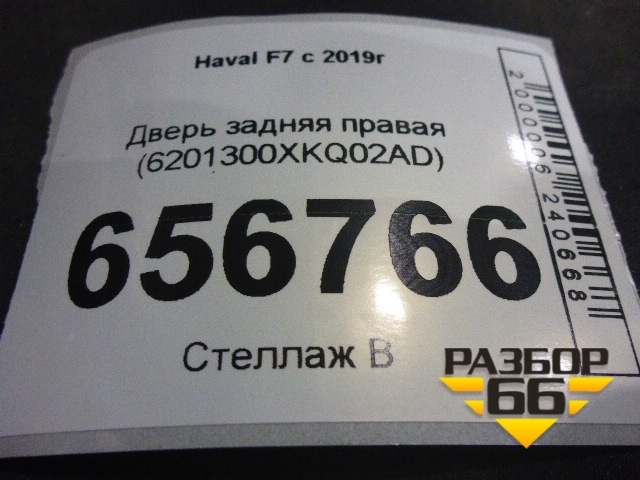 Haval F7 с 2019г
Дверь задняя правая
(6201300XKQ02AD)
656766
Стеллаж В
2000006240668
РАЗБОР
66